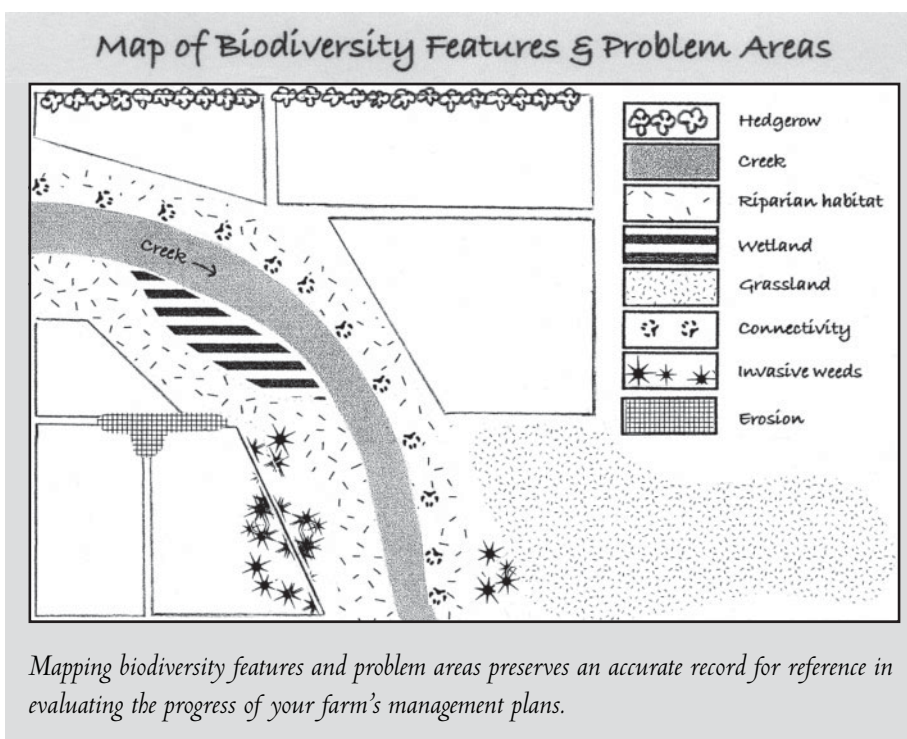 Map of Biodiversity Features & Problem Areas
Creek →
Hedgerow
Creek
Riparian habitat
Wetland
Grassland
Connectivity
Invasive weeds
Erosion
Mapping biodiversity features and problem areas preserves an accurate record for reference in
evaluating the progress of your farm's management plans.